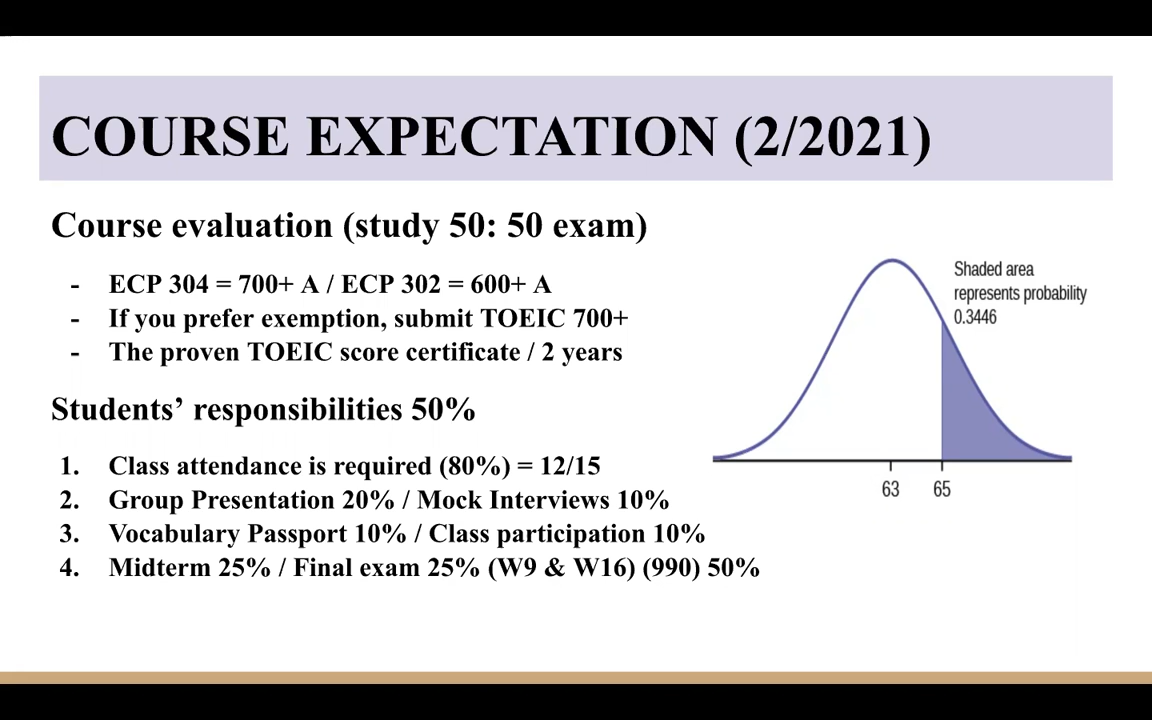 COURSE EXPECTATION (2/2021)
Course evaluation (study 50: 50 exam)
- ECP 304 = 700+ A / ECP 302 = 600+ A
- If you prefer exemption, submit TOEIC 700+
- The proven TOEIC score certificate / 2 years
Students’ responsibilities 50%
1. Class attendance is required (80%) = 12/15
2. Group Presentation 20% / Mock Interviews 10%
3. Vocabulary Passport 10% / Class participation 10%
4. Midterm 25% / Final exam 25% (W9 & W16) (990) 50%
Shaded area
represents probability
0.3446
63 65